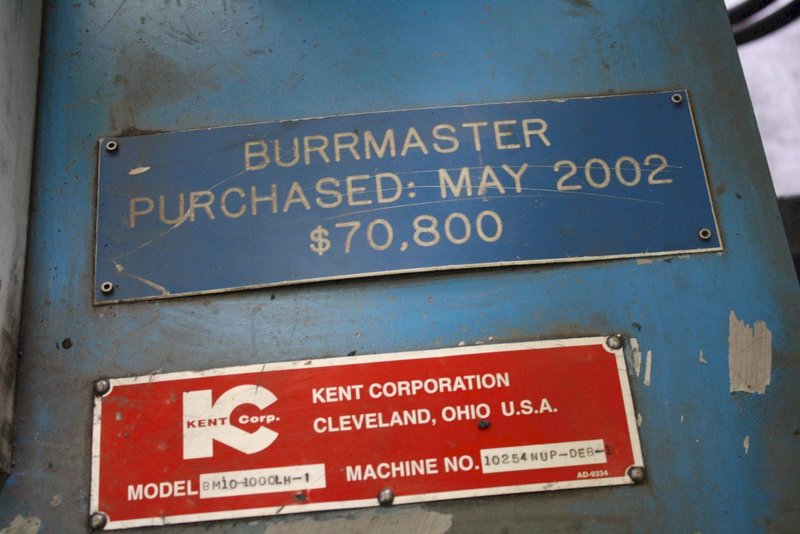 BURRMASTER
PURCHASED: MAY 2002
$70,800
KENT Corp.
KENT CORPORATION
CLEVELAND, OHIO U.S.A.
MODEL BM10-1000LH-1
MACHINE NO. 10254NUP-DEB-1
AD-9334